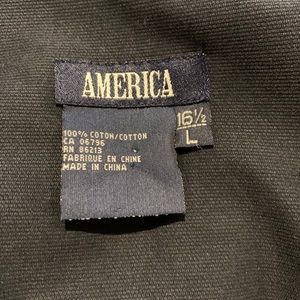 AMERICA
16½
L
100% COTON/COTTON
CA 06796
RN 86213
FABRIQUE EN CHINE
MADE IN CHINA